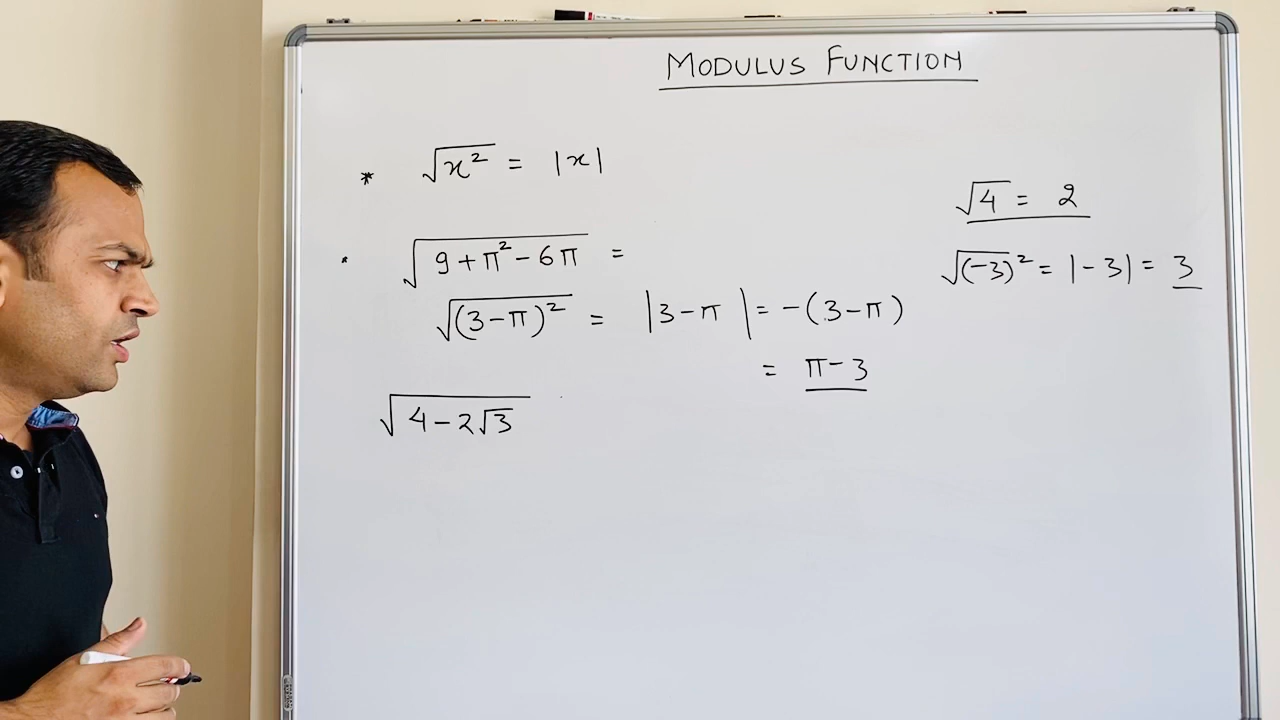 MODULUS FUNCTION
* √x² = |x|
√4 = 2
• √(9+π²-6π) =
√(-3)² = |-3| = 3
√(3-π)² = |3-π| = -(3-π)
= π-3
√(4-2√3)